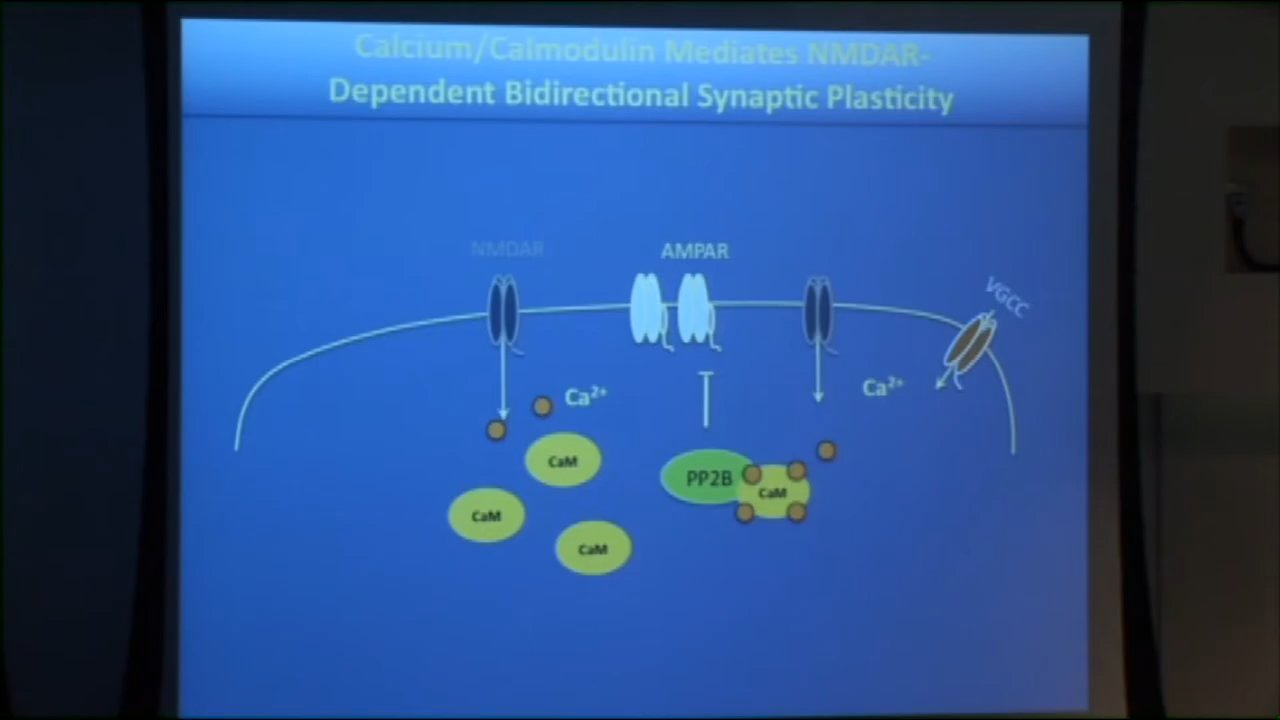 Calcium/Calmodulin Mediates NMDAR-
Dependent Bidirectional Synaptic Plasticity
NMDAR
AMPAR
VGCC
Ca²⁺
Ca²⁺
CaM
PP2B
CaM
CaM
CaM